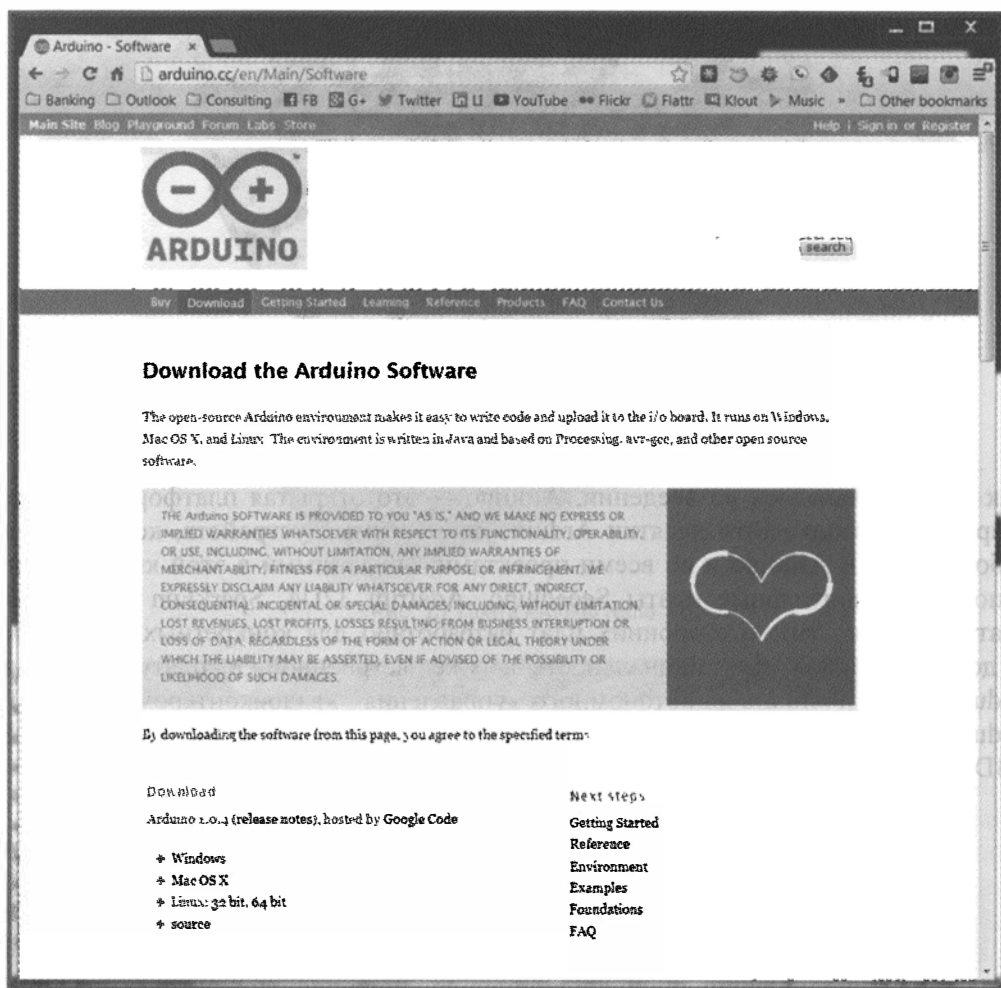 Arduino - Software
arduino.cc/en/Main/Software
Banking Outlook Consulting FB G+ Twitter LI YouTube Flickr Flattr Klout Music » Other bookmarks
Main Site Blog Playground Forum Labs Store Help | Sign in or Register
ARDUINO
search
Buy Download Getting Started Learning Reference Products FAQ Contact Us
Download the Arduino Software
The open-source Arduino environment makes it easy to write code and upload it to the i/o board. It runs on Windows,
Mac OS X, and Linux. The environment is written in Java and based on Processing, avr-gcc, and other open source
software.
THE Arduino SOFTWARE IS PROVIDED TO YOU "AS IS," AND WE MAKE NO EXPRESS OR
IMPLIED WARRANTIES WHATSOEVER WITH RESPECT TO ITS FUNCTIONALITY, OPERABILITY,
OR USE, INCLUDING, WITHOUT LIMITATION, ANY IMPLIED WARRANTIES OF
MERCHANTABILITY, FITNESS FOR A PARTICULAR PURPOSE, OR INFRINGEMENT. WE
EXPRESSLY DISCLAIM ANY LIABILITY WHATSOEVER FOR ANY DIRECT, INDIRECT,
CONSEQUENTIAL, INCIDENTAL OR SPECIAL DAMAGES, INCLUDING, WITHOUT LIMITATION,
LOST REVENUES, LOST PROFITS, LOSSES RESULTING FROM BUSINESS INTERRUPTION OR
LOSS OF DATA, REGARDLESS OF THE FORM OF ACTION OR LEGAL THEORY UNDER
WHICH THE LIABILITY MAY BE ASSERTED, EVEN IF ADVISED OF THE POSSIBILITY OR
LIKELIHOOD OF SUCH DAMAGES.
By downloading the software from this page, you agree to the specified terms
Download
Arduino 1.0.4 (release notes), hosted by Google Code
Windows
Mac OS X
Linux: 32 bit, 64 bit
source
Next steps
Getting Started
Reference
Environment
Examples
Foundations
FAQ